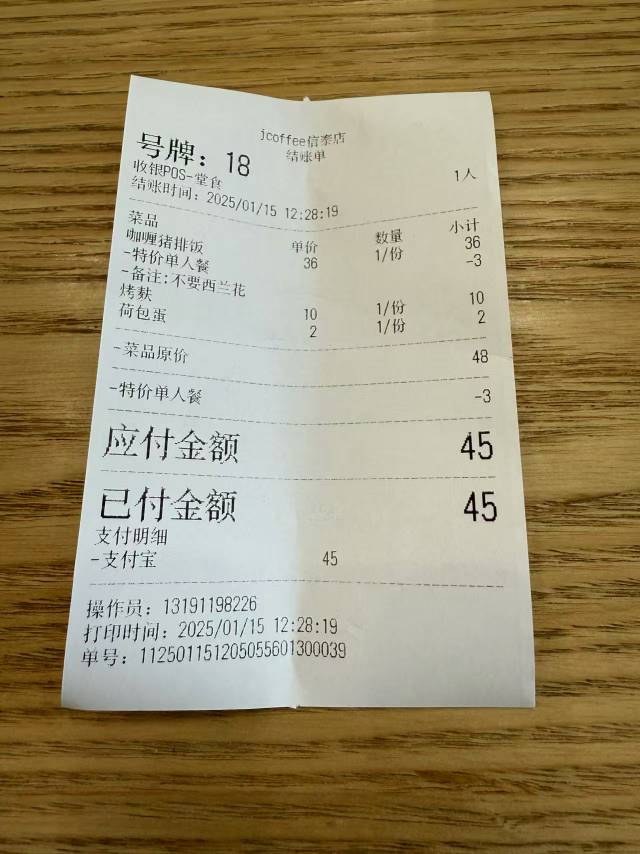 jcoffee信泰店
结账单
号牌：18
收银POS-堂食 1人
结账时间：2025/01/15 12:28:19
菜品 单价 数量 小计
咖喱猪排饭 36 1/份 36
-特价单人餐 -3
-备注:不要西兰花
烤麸 10 1/份 10
荷包蛋 2 1/份 2
-菜品原价 48
-特价单人餐 -3
应付金额 45
已付金额 45
支付明细
-支付宝 45
操作员：13191198226
打印时间：2025/01/15 12:28:19
单号：112501151205055601300039